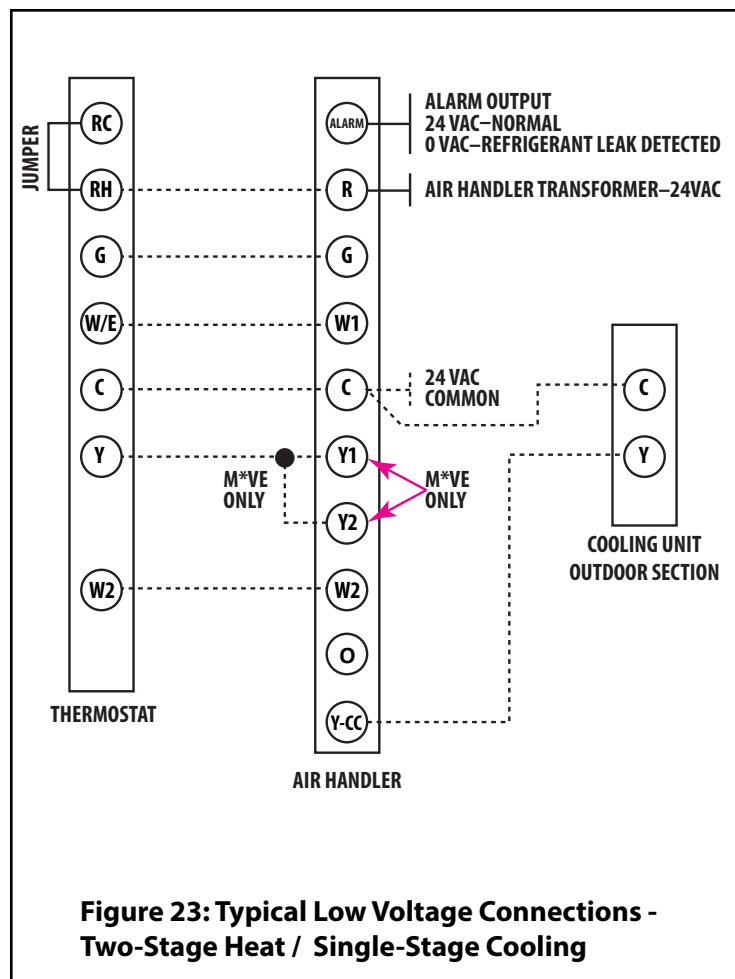 ALARM OUTPUT
24 VAC–NORMAL
0 VAC–REFRIGERANT LEAK DETECTED
RC
ALARM
JUMPER
RH
R
AIR HANDLER TRANSFORMER–24VAC
G
G
W/E
W1
C
C
24 VAC
COMMON
C
Y
Y1
Y
M*VE
ONLY
M*VE
ONLY
Y2
COOLING UNIT
OUTDOOR SECTION
W2
W2
O
THERMOSTAT
Y-CC
AIR HANDLER
Figure 23: Typical Low Voltage Connections -
Two-Stage Heat / Single-Stage Cooling